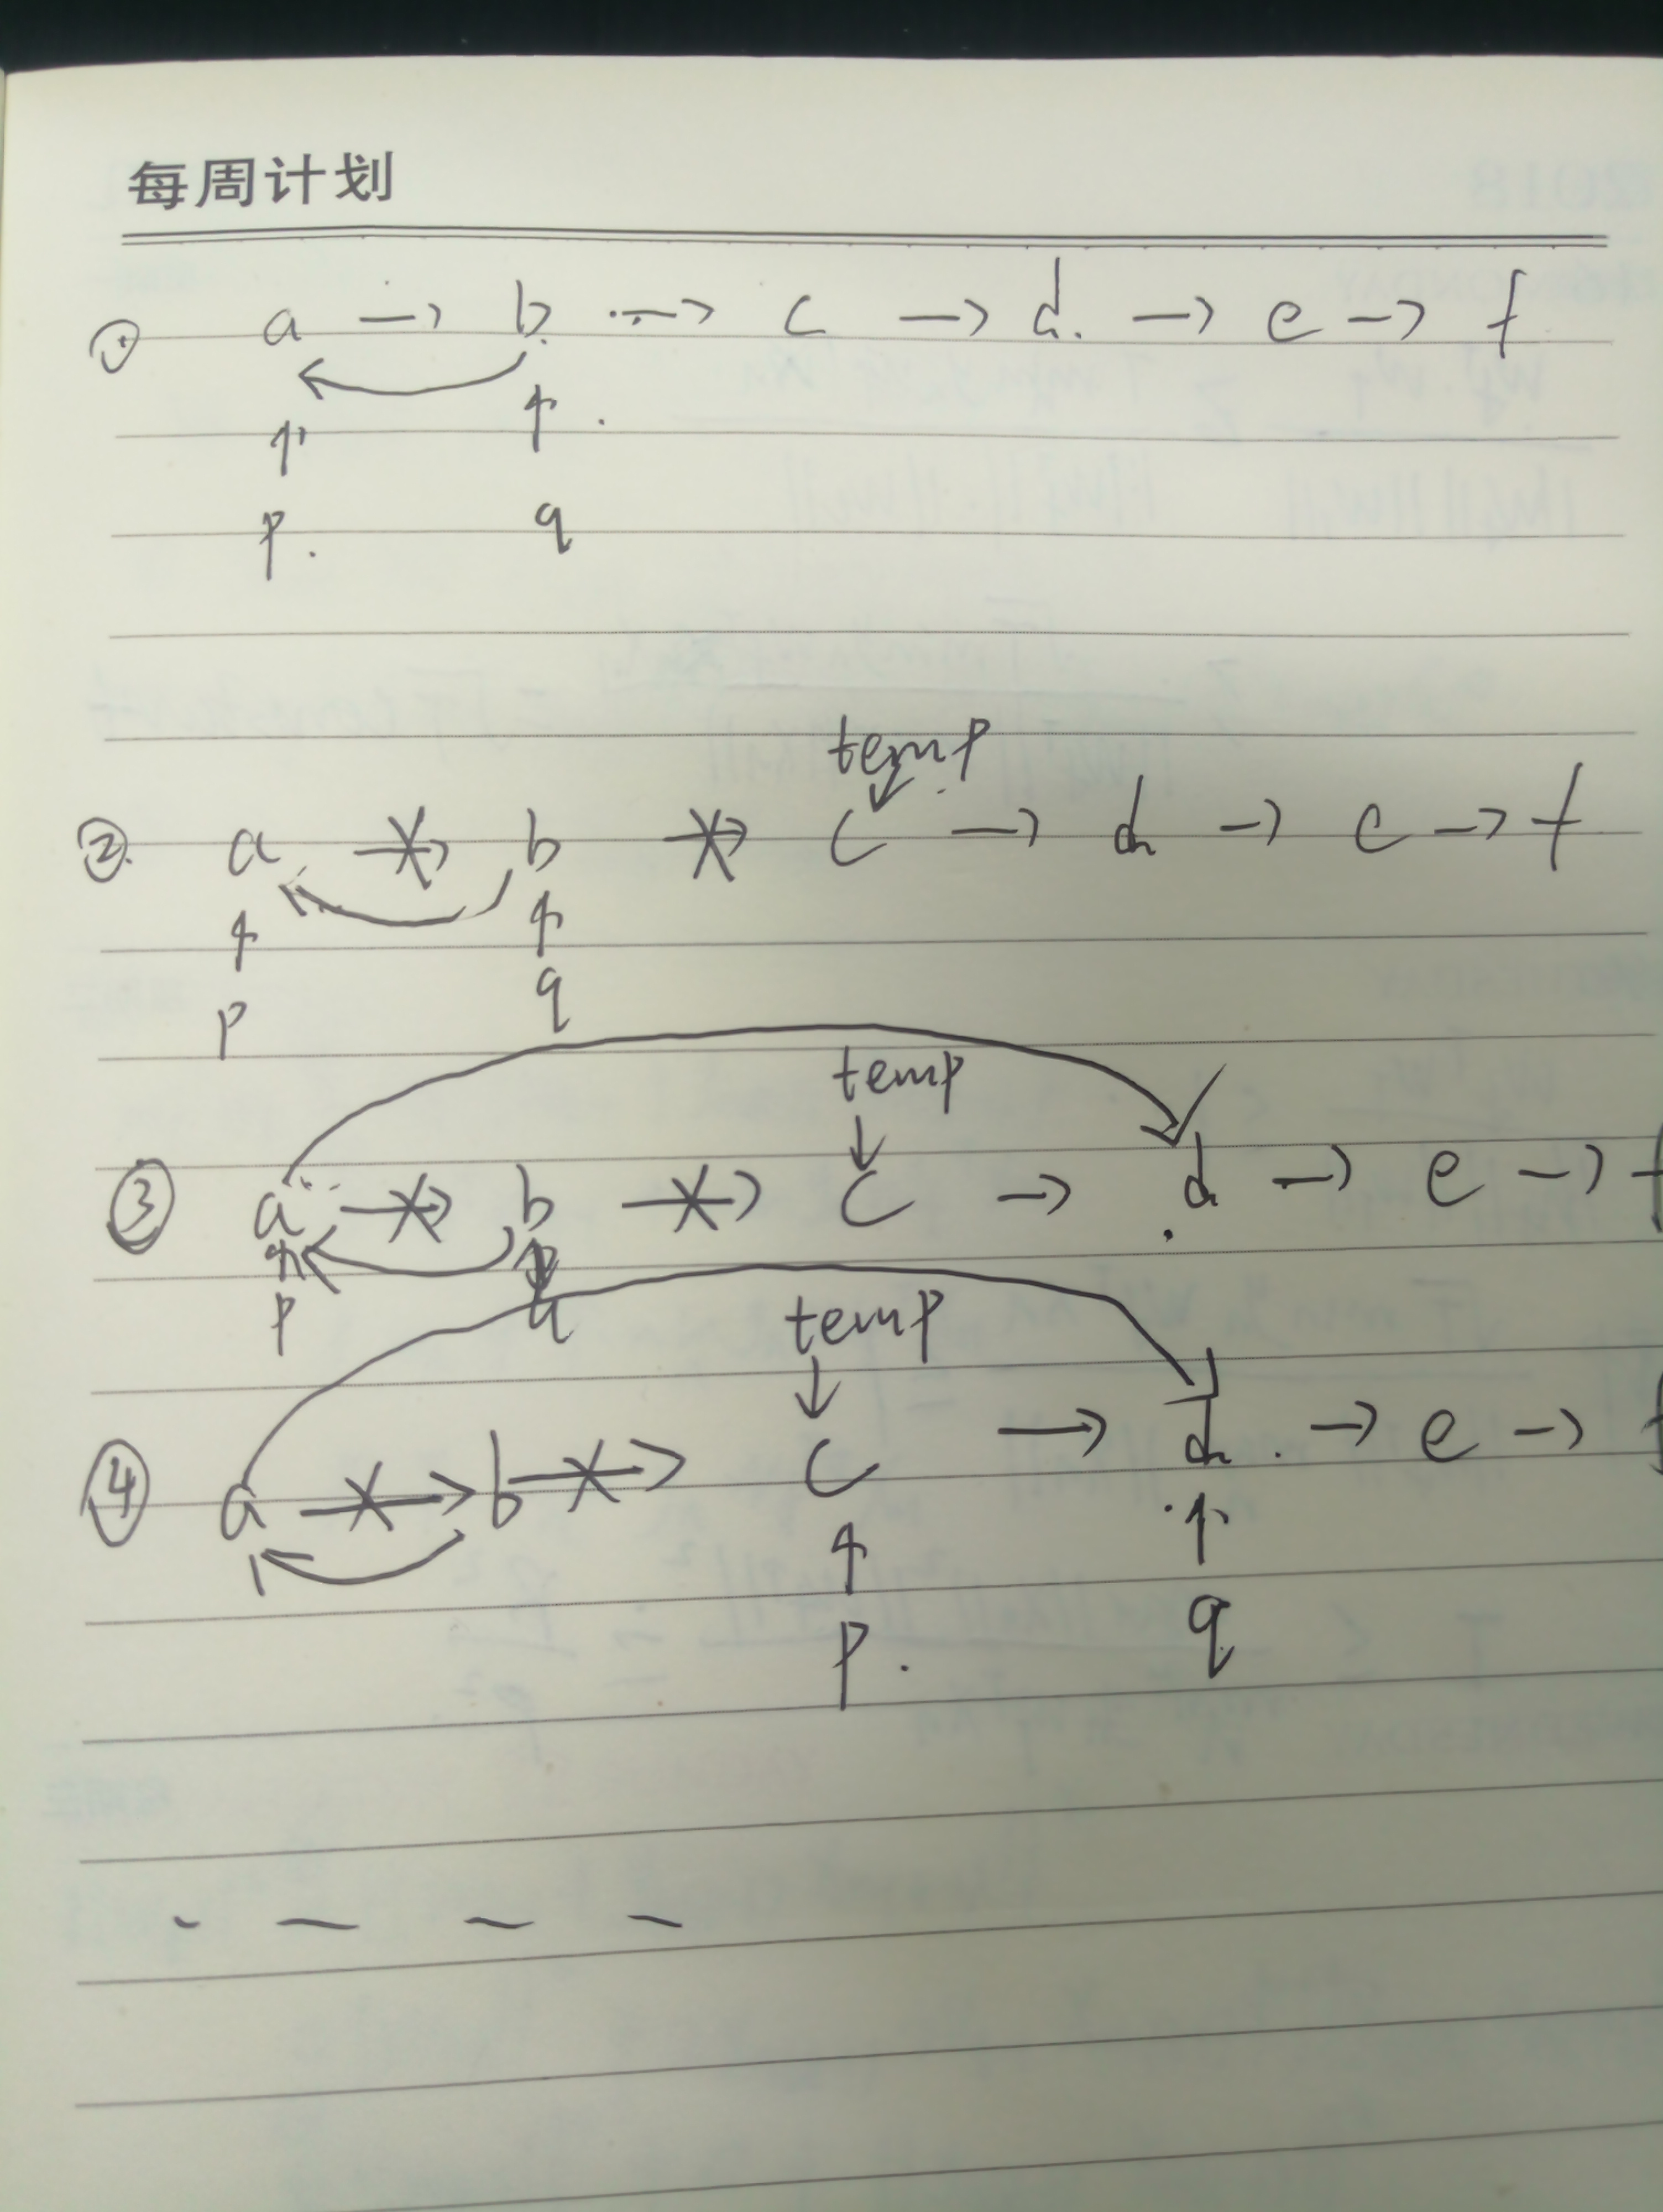 每周计划
① a → b → c → d → e → f
p q
temp
② a → b → c → d → e → f
p q
temp
③ a → b → c → d → e → f
p q
temp
④ a → b → c → d → e → f
p q